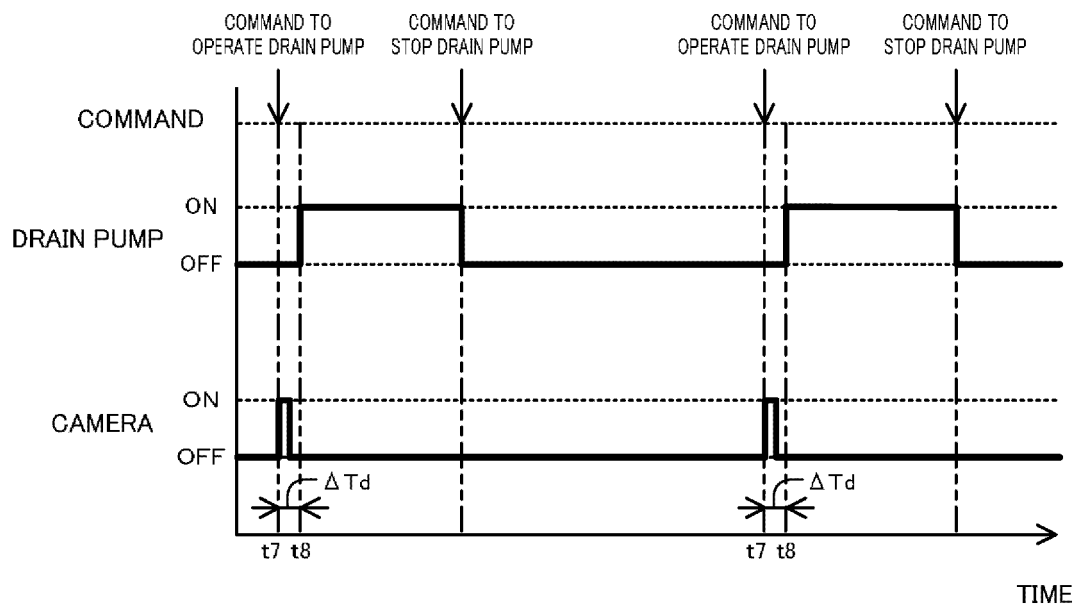 COMMAND TO
OPERATE DRAIN PUMP
COMMAND TO
STOP DRAIN PUMP
COMMAND TO
OPERATE DRAIN PUMP
COMMAND TO
STOP DRAIN PUMP
COMMAND
ON
DRAIN PUMP
OFF
ON
CAMERA
OFF
ΔTd
ΔTd
t7 t8
t7 t8
TIME